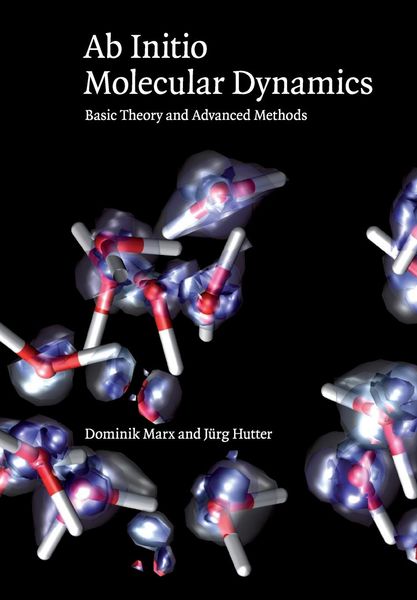 Ab Initio
Molecular Dynamics
Basic Theory and Advanced Methods
Dominik Marx and Jürg Hutter